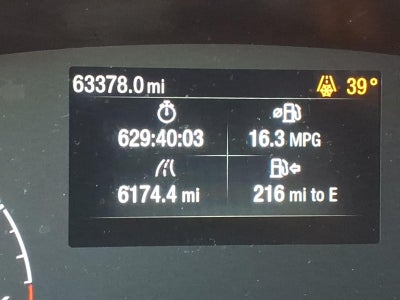 63378.0 mi 39°
629:40:03 16.3 MPG
6174.4 mi 216 mi to E